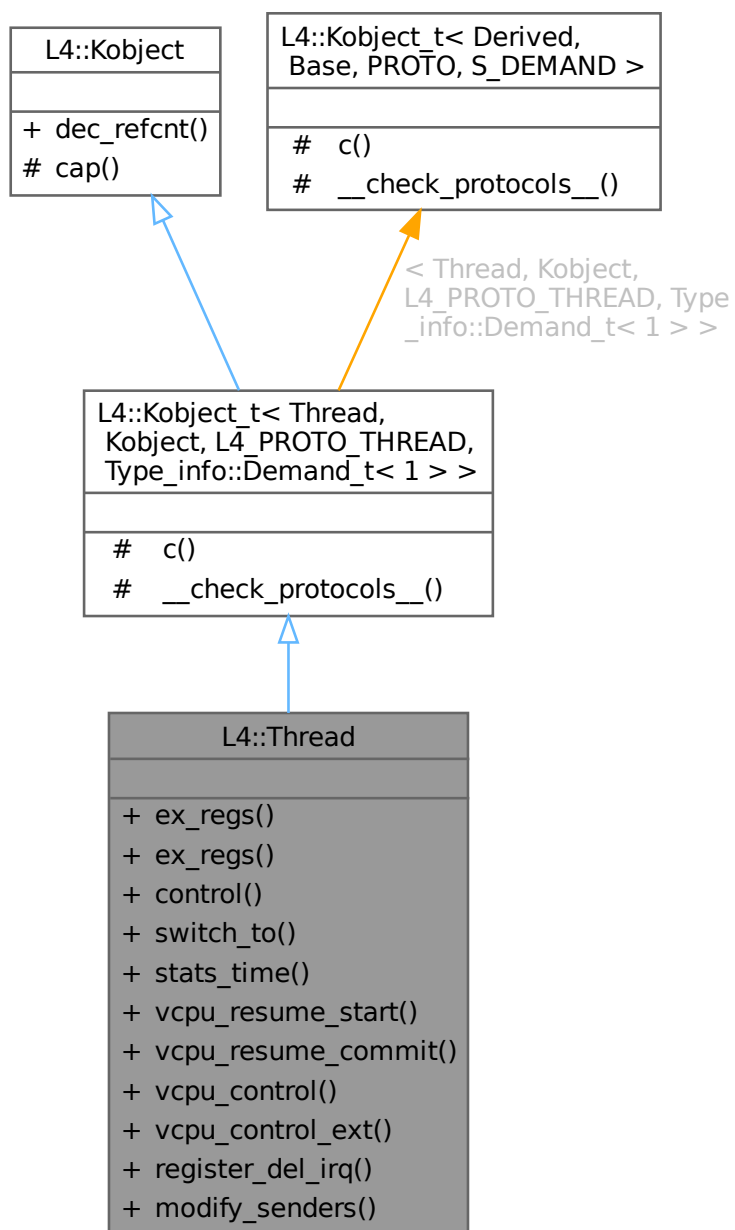 L4::Kobject
+ dec_refcnt()
# cap()
L4::Kobject_t< Derived,
Base, PROTO, S_DEMAND >
# c()
# __check_protocols__()
< Thread, Kobject,
L4_PROTO_THREAD, Type
_info::Demand_t< 1 > >
L4::Kobject_t< Thread,
Kobject, L4_PROTO_THREAD,
Type_info::Demand_t< 1 > >
# c()
# __check_protocols__()
L4::Thread
+ ex_regs()
+ ex_regs()
+ control()
+ switch_to()
+ stats_time()
+ vcpu_resume_start()
+ vcpu_resume_commit()
+ vcpu_control()
+ vcpu_control_ext()
+ register_del_irq()
+ modify_senders()